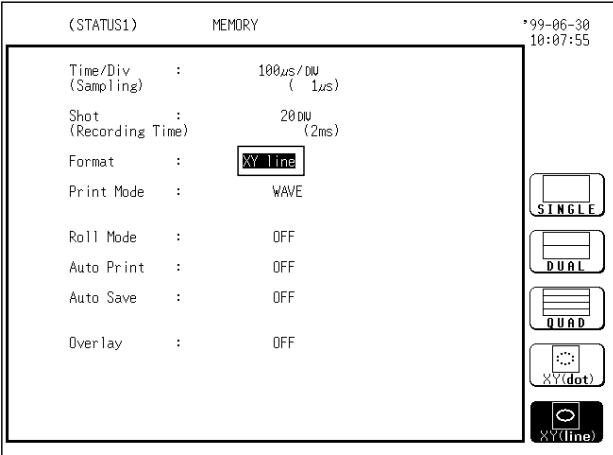 (STATUS1) MEMORY '99-06-30
10:07:55
Time/Div : 100µs/DIV
(Sampling) ( 1µs)
Shot : 20DIV
(Recording Time) (2ms)
Format : XY line
Print Mode : WAVE
Roll Mode : OFF
Auto Print : OFF
Auto Save : OFF
Overlay : OFF
SINGLE
DUAL
QUAD
XY(dot)
XY(line)